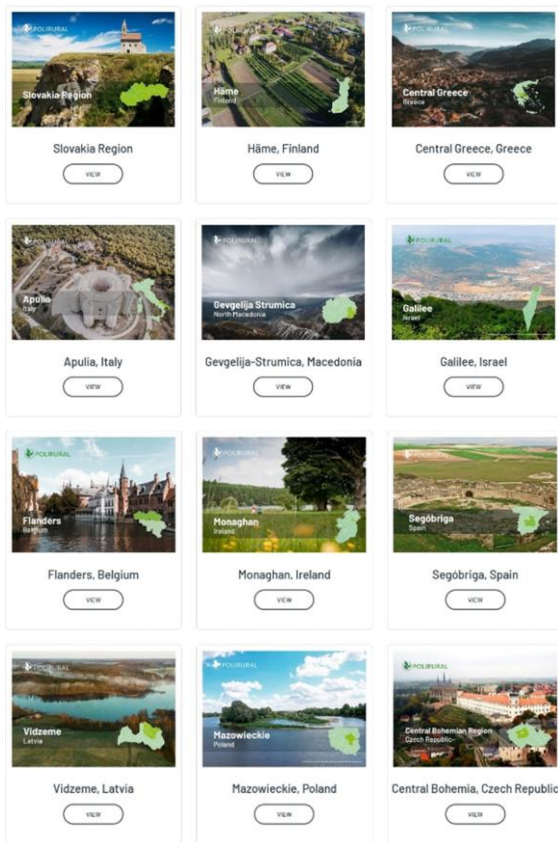 POLIRURAL
Slovakia Region
Slovakia Region
VIEW
POLIRURAL
Häme
Finland
Häme, Finland
VIEW
POLIRURAL
Central Greece
Greece
Central Greece, Greece
VIEW
POLIRURAL
Apulia
Italy
Apulia, Italy
VIEW
POLIRURAL
Gevgelija Strumica
North Macedonia
Gevgelija-Strumica, Macedonia
VIEW
POLIRURAL
Galilee
Israel
Galilee, Israel
VIEW
POLIRURAL
Flanders
Belgium
Flanders, Belgium
VIEW
POLIRURAL
Monaghan
Ireland
Monaghan, Ireland
VIEW
POLIRURAL
Segóbriga
Spain
Segóbriga, Spain
VIEW
POLIRURAL
Vidzeme
Latvia
Vidzeme, Latvia
VIEW
POLIRURAL
Mazowieckie
Poland
Mazowieckie, Poland
VIEW
POLIRURAL
Central Bohemian Region
Czech Republic
Central Bohemia, Czech Republic
VIEW